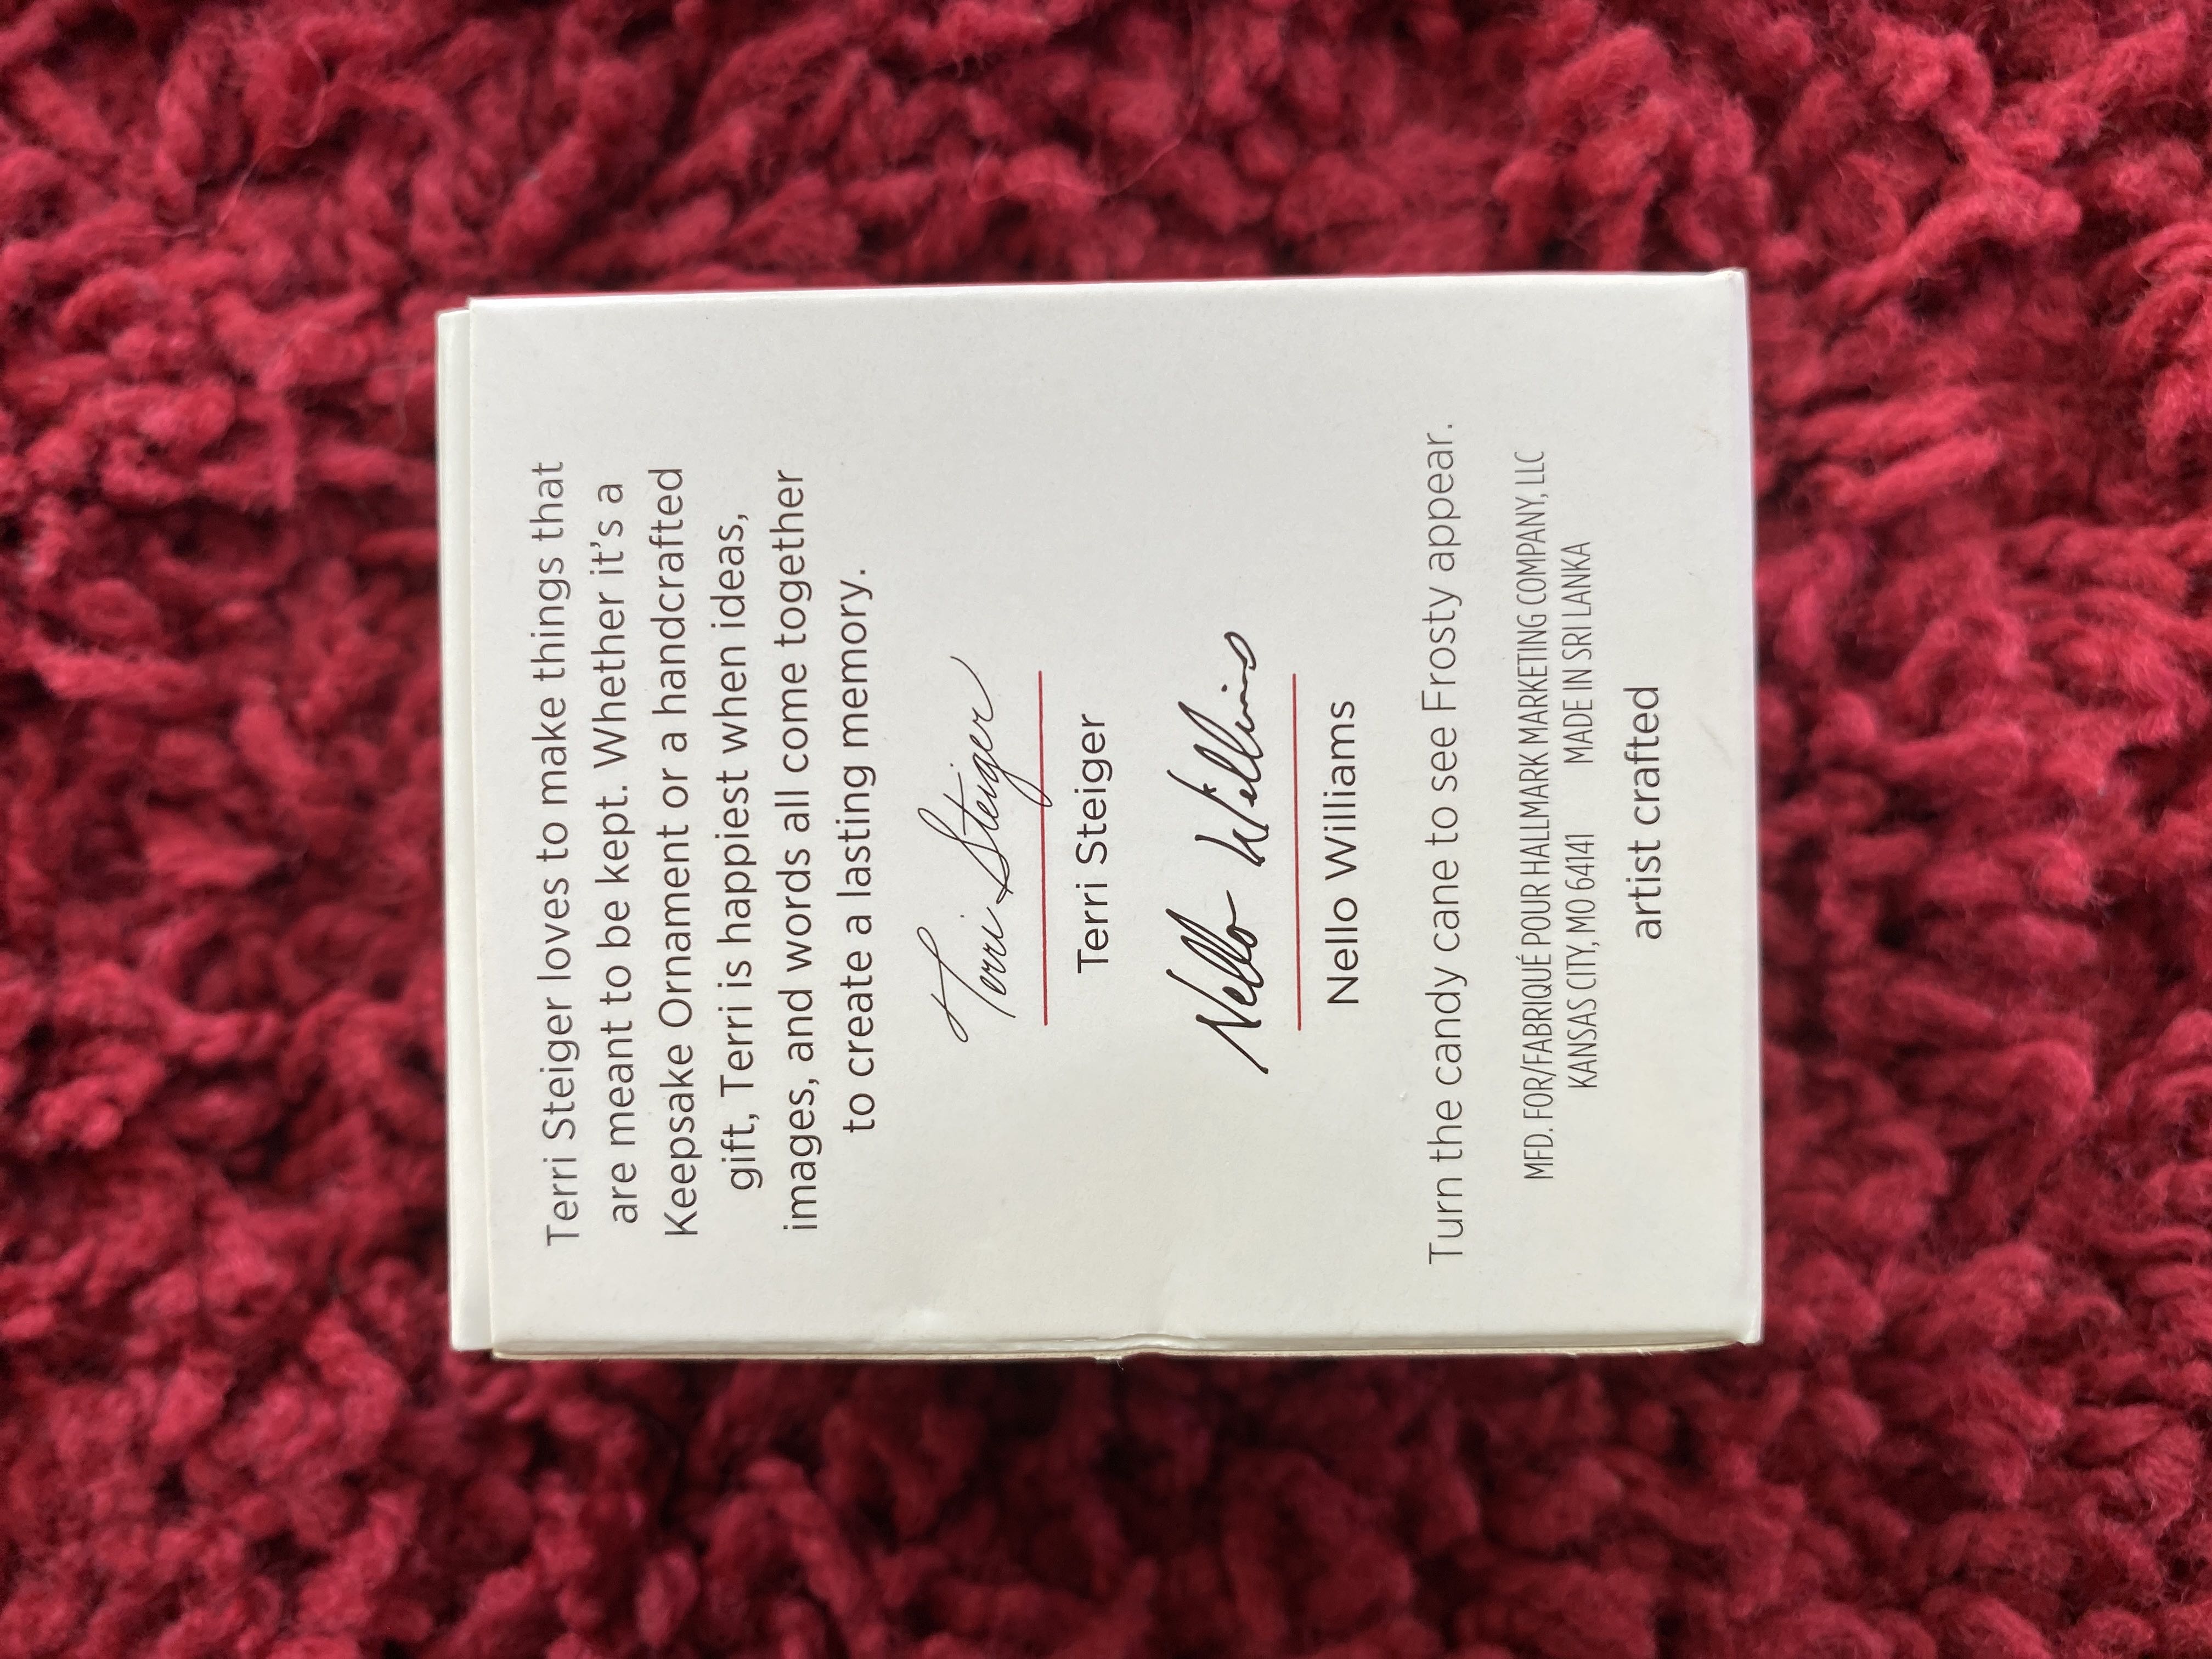 Terri Steiger loves to make things that
are meant to be kept. Whether it's a
Keepsake Ornament or a handcrafted
gift, Terri is happiest when ideas,
images, and words all come together
to create a lasting memory.
Terri Steiger
Terri Steiger
Nello Williams
Nello Williams
Turn the candy cane to see Frosty appear.
MFD. FOR/FABRIQUÉ POUR HALLMARK MARKETING COMPANY, LLC
KANSAS CITY, MO 64141 MADE IN SRI LANKA
artist crafted